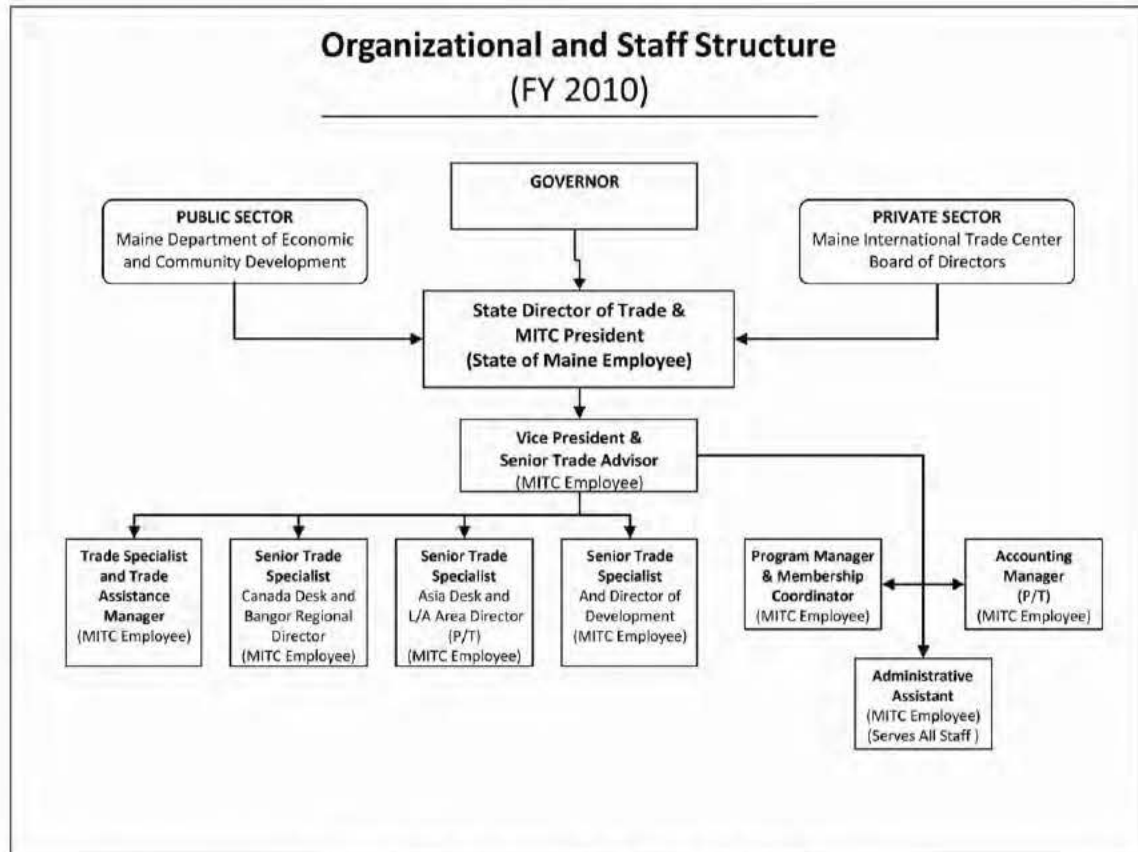 Organizational and Staff Structure
(FY 2010)
GOVERNOR
PUBLIC SECTOR
Maine Department of Economic
and Community Development
PRIVATE SECTOR
Maine International Trade Center
Board of Directors
State Director of Trade &
MITC President
(State of Maine Employee)
Vice President &
Senior Trade Advisor
(MITC Employee)
Trade Specialist
and Trade
Assistance
Manager
(MITC Employee)
Senior Trade
Specialist
Canada Desk and
Bangor Regional
Director
(MITC Employee)
Senior Trade
Specialist
Asia Desk and
L/A Area Director
(P/T)
(MITC Employee)
Senior Trade
Specialist
And Director of
Development
(MITC Employee)
Program Manager
& Membership
Coordinator
(MITC Employee)
Accounting
Manager
(P/T)
(MITC Employee)
Administrative
Assistant
(MITC Employee)
(Serves All Staff )